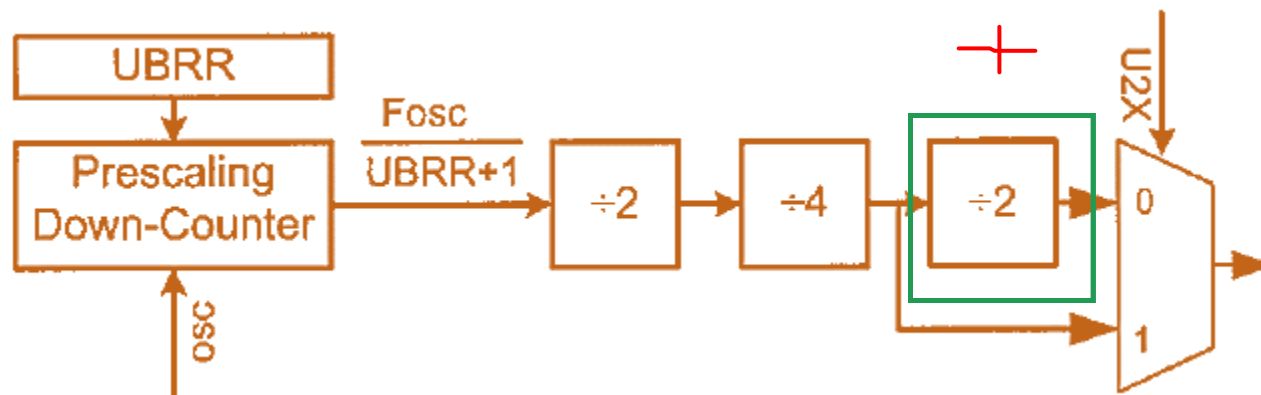 UBRR
Prescaling
Down-Counter
osc
Fosc
UBRR+1
÷2
÷4
÷2
U2X
0
1